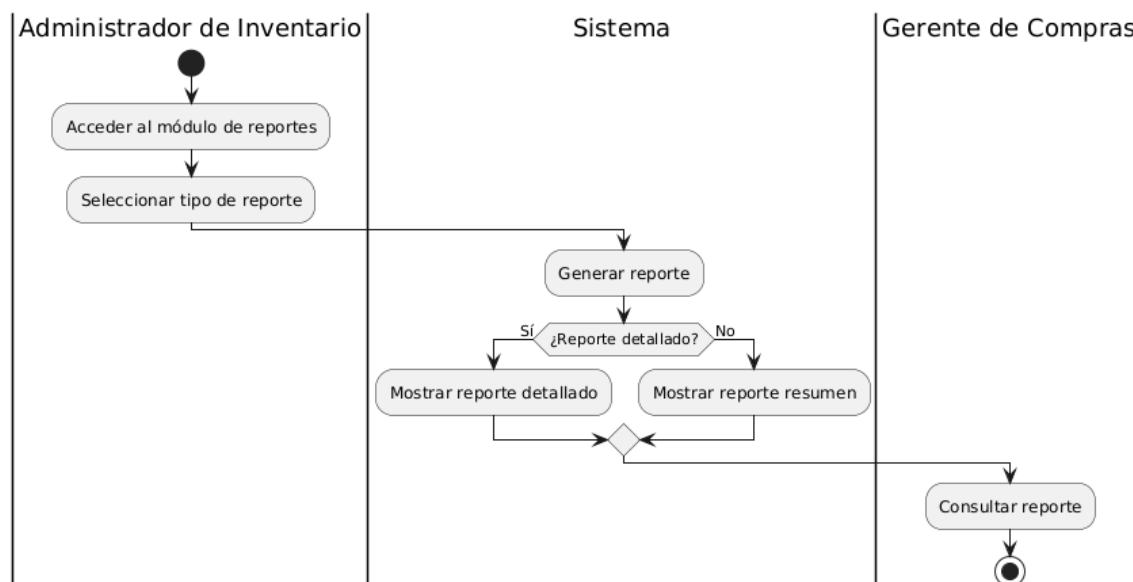 Administrador de Inventario
Sistema
Gerente de Compras
Acceder al módulo de reportes
Seleccionar tipo de reporte
Generar reporte
Sí
¿Reporte detallado?
No
Mostrar reporte detallado
Mostrar reporte resumen
Consultar reporte